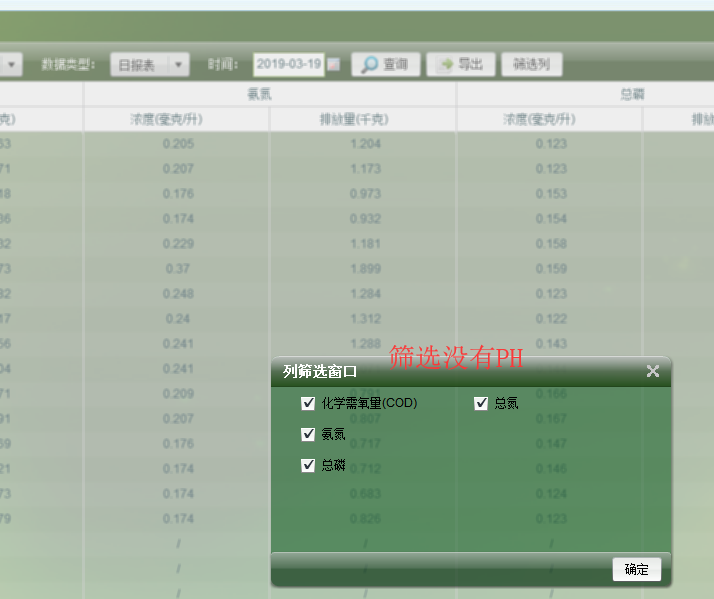 数据类型： 日报表 时间： 2019-03-19 查询 导出 筛选列
氨氮 总磷
克) 浓度(毫克/升) 排放量(千克) 浓度(毫克/升) 排放
53 0.205 1.204 0.123
71 0.207 1.173 0.123
18 0.176 0.973 0.153
36 0.174 0.932 0.154
32 0.229 1.181 0.158
73 0.37 1.899 0.159
82 0.248 1.284 0.123
17 0.24 1.312 0.122
56 0.241 1.288 0.143
筛选没有PH
04 0.241
列筛选窗口
71 0.209 0.791 0.166
化学需氧量(COD) 总氮
91 0.207 0.807 0.167
氨氮
59 0.176 0.717 0.147
总磷
21 0.174 0.712 0.146
73 0.174 0.683 0.124
79 0.174 0.826 0.123
/ / /
/ / /
确定
/ / /